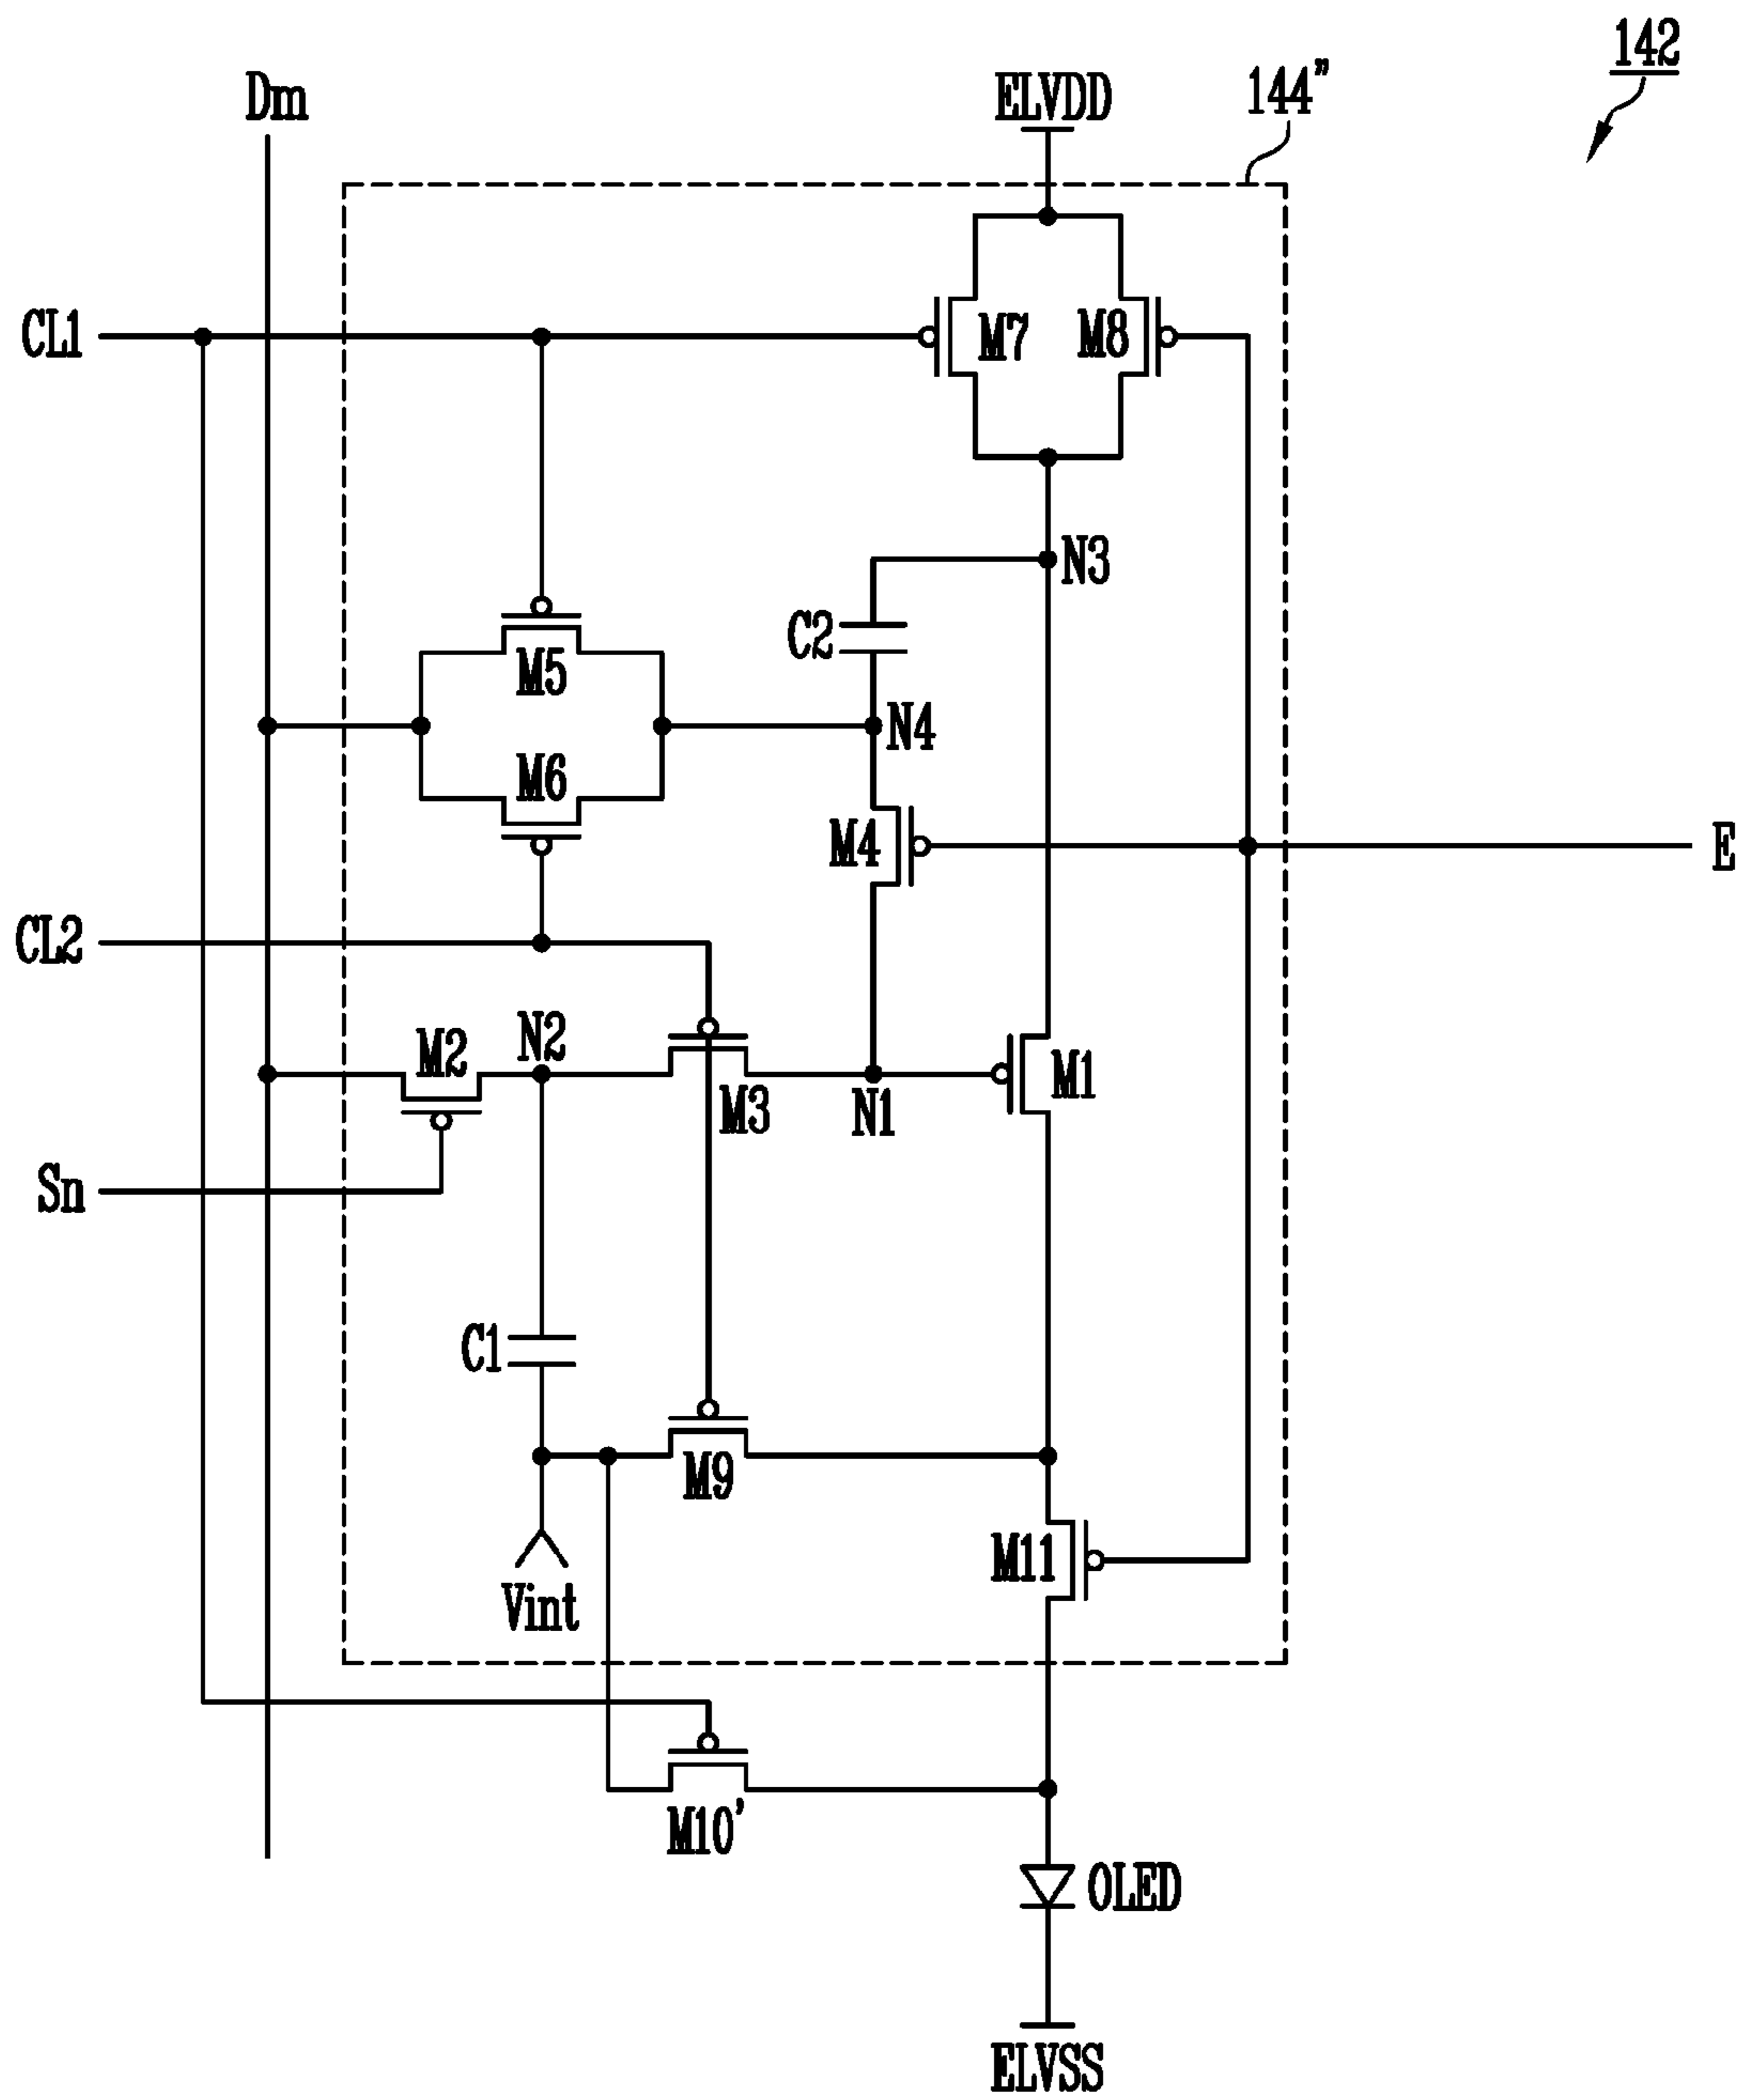 142
144”
Dm
ELVDD
CL1
M7
M8
N3
C2
M5
N4
M6
M4
E
CL2
N2
M2
M1
M3
N1
Sn
C1
M9
M11
Vint
M10'
OLED
ELVSS